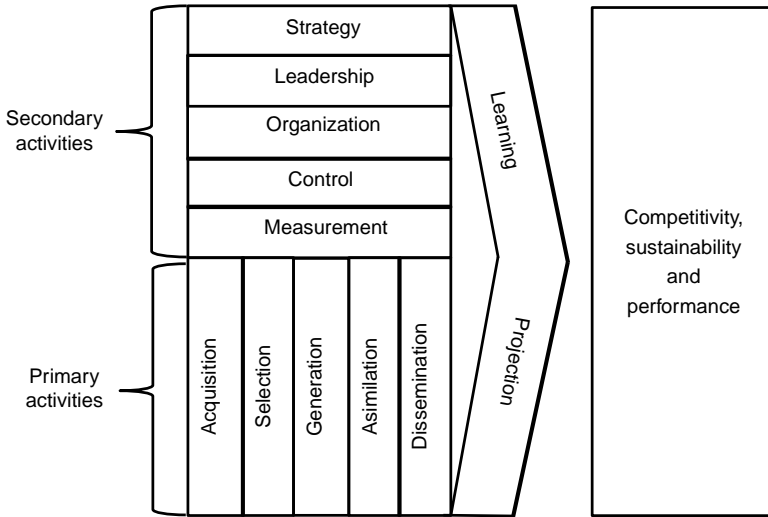 Secondary
activities
Strategy
Leadership
Organization
Control
Measurement
Primary
activities
Acquisition
Selection
Generation
Asimilation
Dissemination
Learning
Projection
Competitivity,
sustainability
and
performance